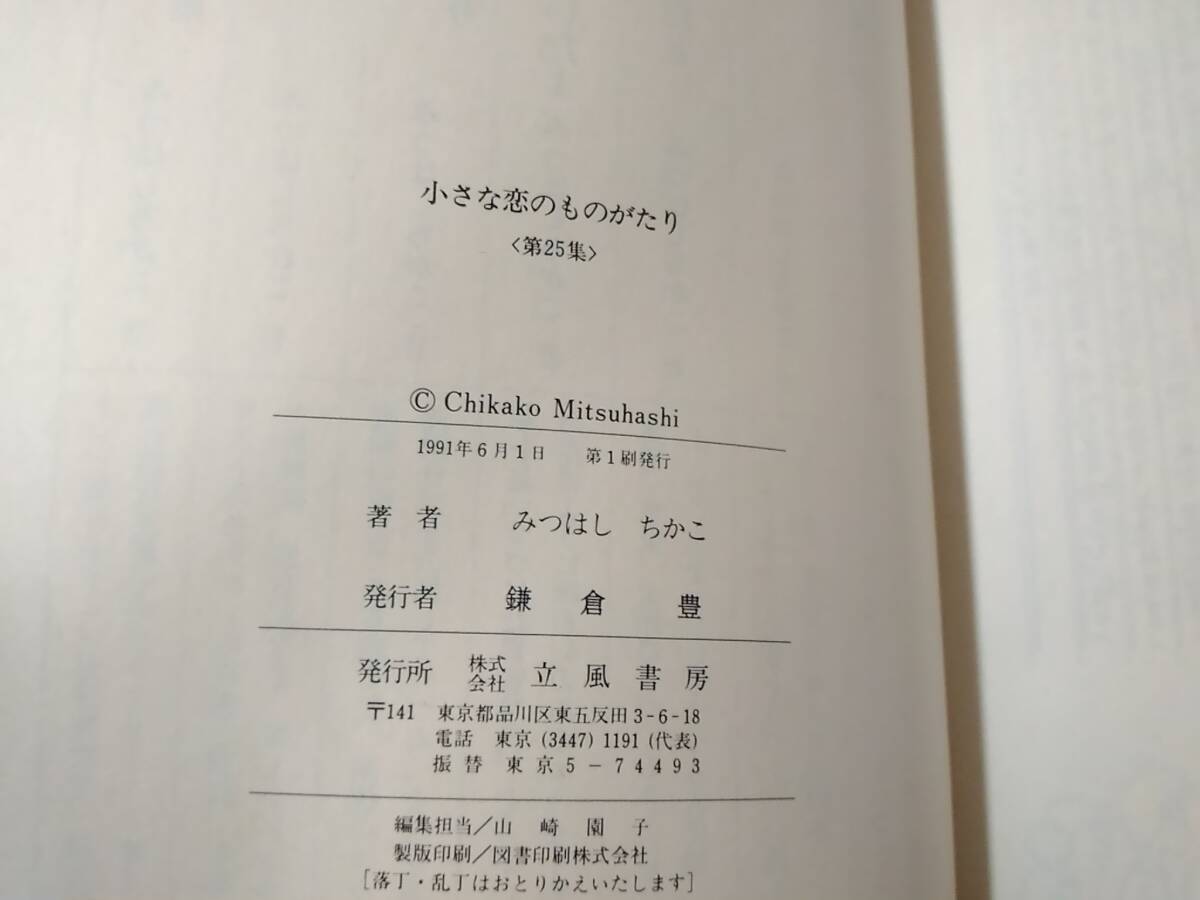 小さな恋のものがたり
〈第25集〉
© Chikako Mitsuhashi
1991年6月1日　第1刷発行
著者　みつはし ちかこ
発行者　鎌倉 豊
発行所　株式会社 立風書房
〒141 東京都品川区東五反田3-6-18
電話 東京(3447)1191(代表)
振替 東京5-74493
編集担当/山崎園子
製版印刷/図書印刷株式会社
[落丁・乱丁はおとりかえいたします]